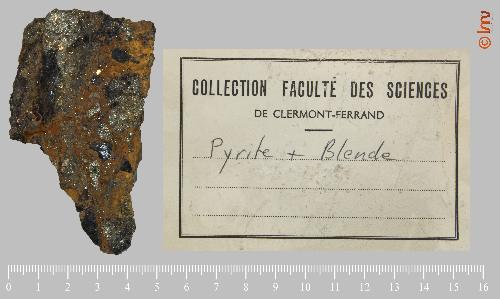 COLLECTION FACULTÉ DES SCIENCES
DE CLERMONT-FERRAND
Pyrite + Blende
0 1 2 3 4 5 6 7 8 9 10 11 12 13 14 15 16
© lmv